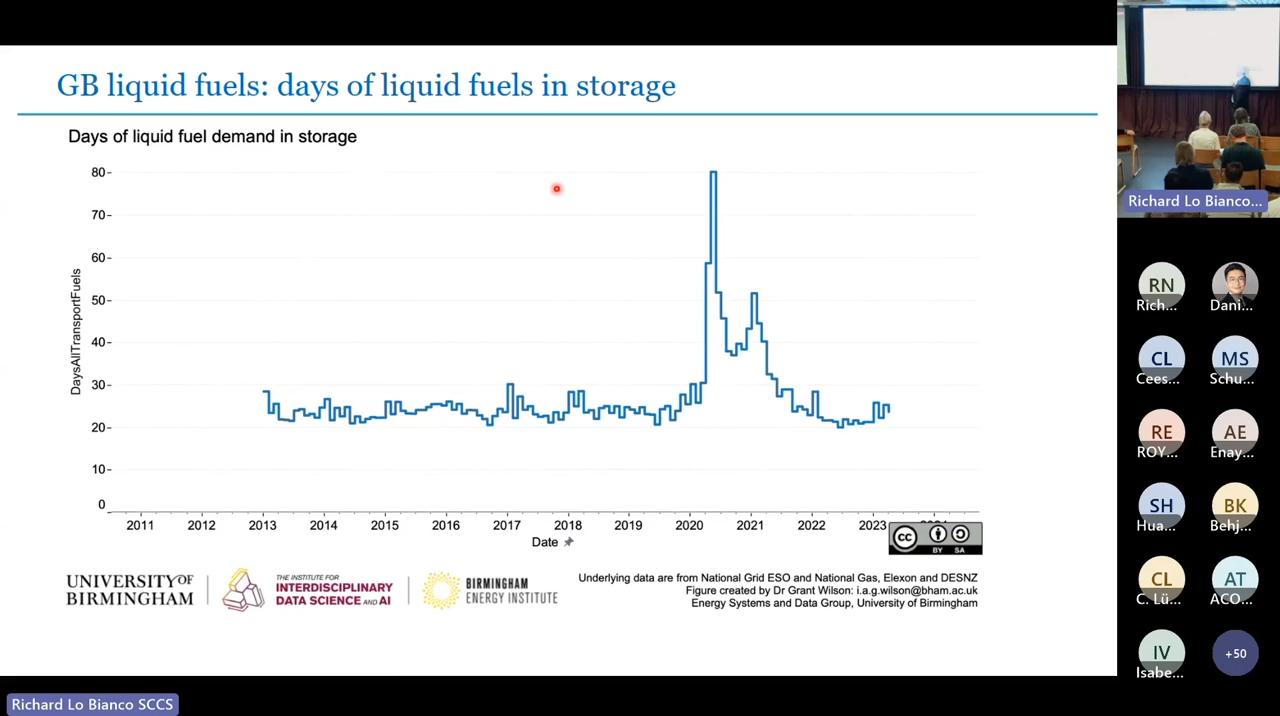 GB liquid fuels: days of liquid fuels in storage
Days of liquid fuel demand in storage
DaysAllTransportFuels
80
70
60
50
40
30
20
10
0
2011 2012 2013 2014 2015 2016 2017 2018 2019 2020 2021 2022 2023
Date
cc BY SA
UNIVERSITY OF BIRMINGHAM
THE INSTITUTE FOR
INTERDISCIPLINARY
DATA SCIENCE AND AI
BIRMINGHAM
ENERGY INSTITUTE
Underlying data are from National Grid ESO and National Gas, Elexon and DESNZ
Figure created by Dr Grant Wilson: i.a.g.wilson@bham.ac.uk
Energy Systems and Data Group, University of Birmingham
Richard Lo Bianco...
RN
Rich...
Dani...
CL
Cees...
MS
Schu...
RE
ROY...
AE
Enay...
SH
Hua...
BK
Behj...
CL
C. Lü...
AT
ACO...
IV
Isabe...
+50
Richard Lo Bianco SCCS